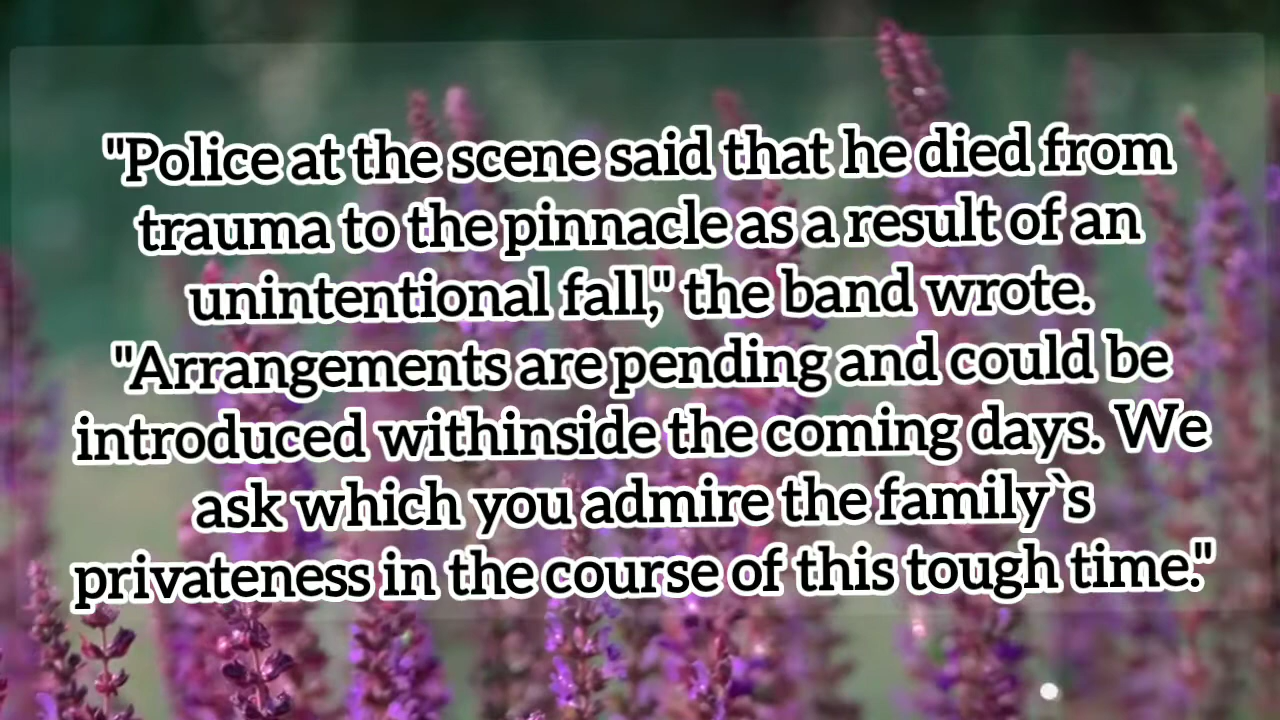 "Police at the scene said that he died from
trauma to the pinnacle as a result of an
unintentional fall," the band wrote.
"Arrangements are pending and could be
introduced withinside the coming days. We
ask which you admire the family`s
privateness in the course of this tough time."